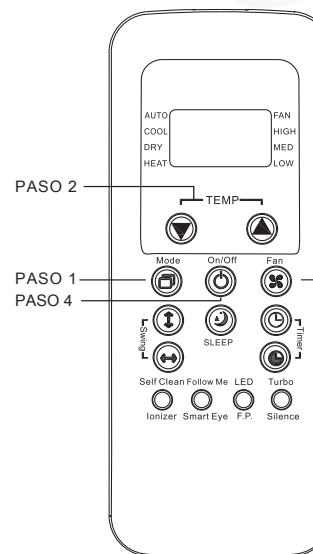 AUTO FAN
COOL HIGH
DRY MED
HEAT LOW
PASO 2
TEMP
Mode On/Off Fan
PASO 1
PASO 4
Swing
SLEEP
Timer
Self Clean Follow Me LED Turbo
Ionizer Smart Eye F.P. Silence